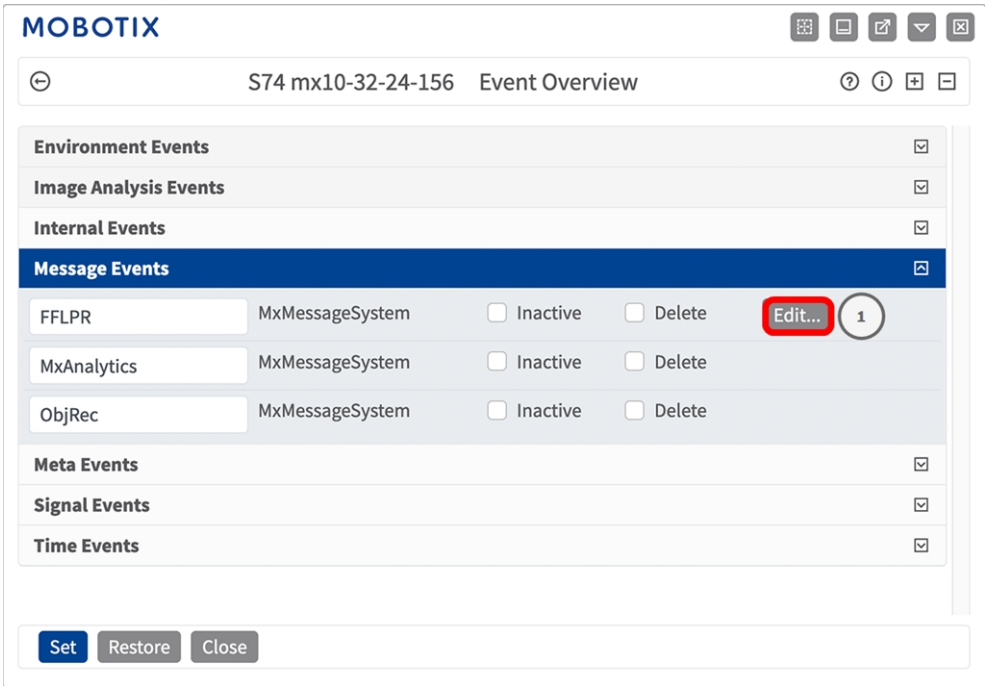 MOBOTIX
S74 mx10-32-24-156 Event Overview
Environment Events
Image Analysis Events
Internal Events
Message Events
FFLPR MxMessageSystem Inactive Delete Edit... 1
MxAnalytics MxMessageSystem Inactive Delete
ObjRec MxMessageSystem Inactive Delete
Meta Events
Signal Events
Time Events
Set Restore Close